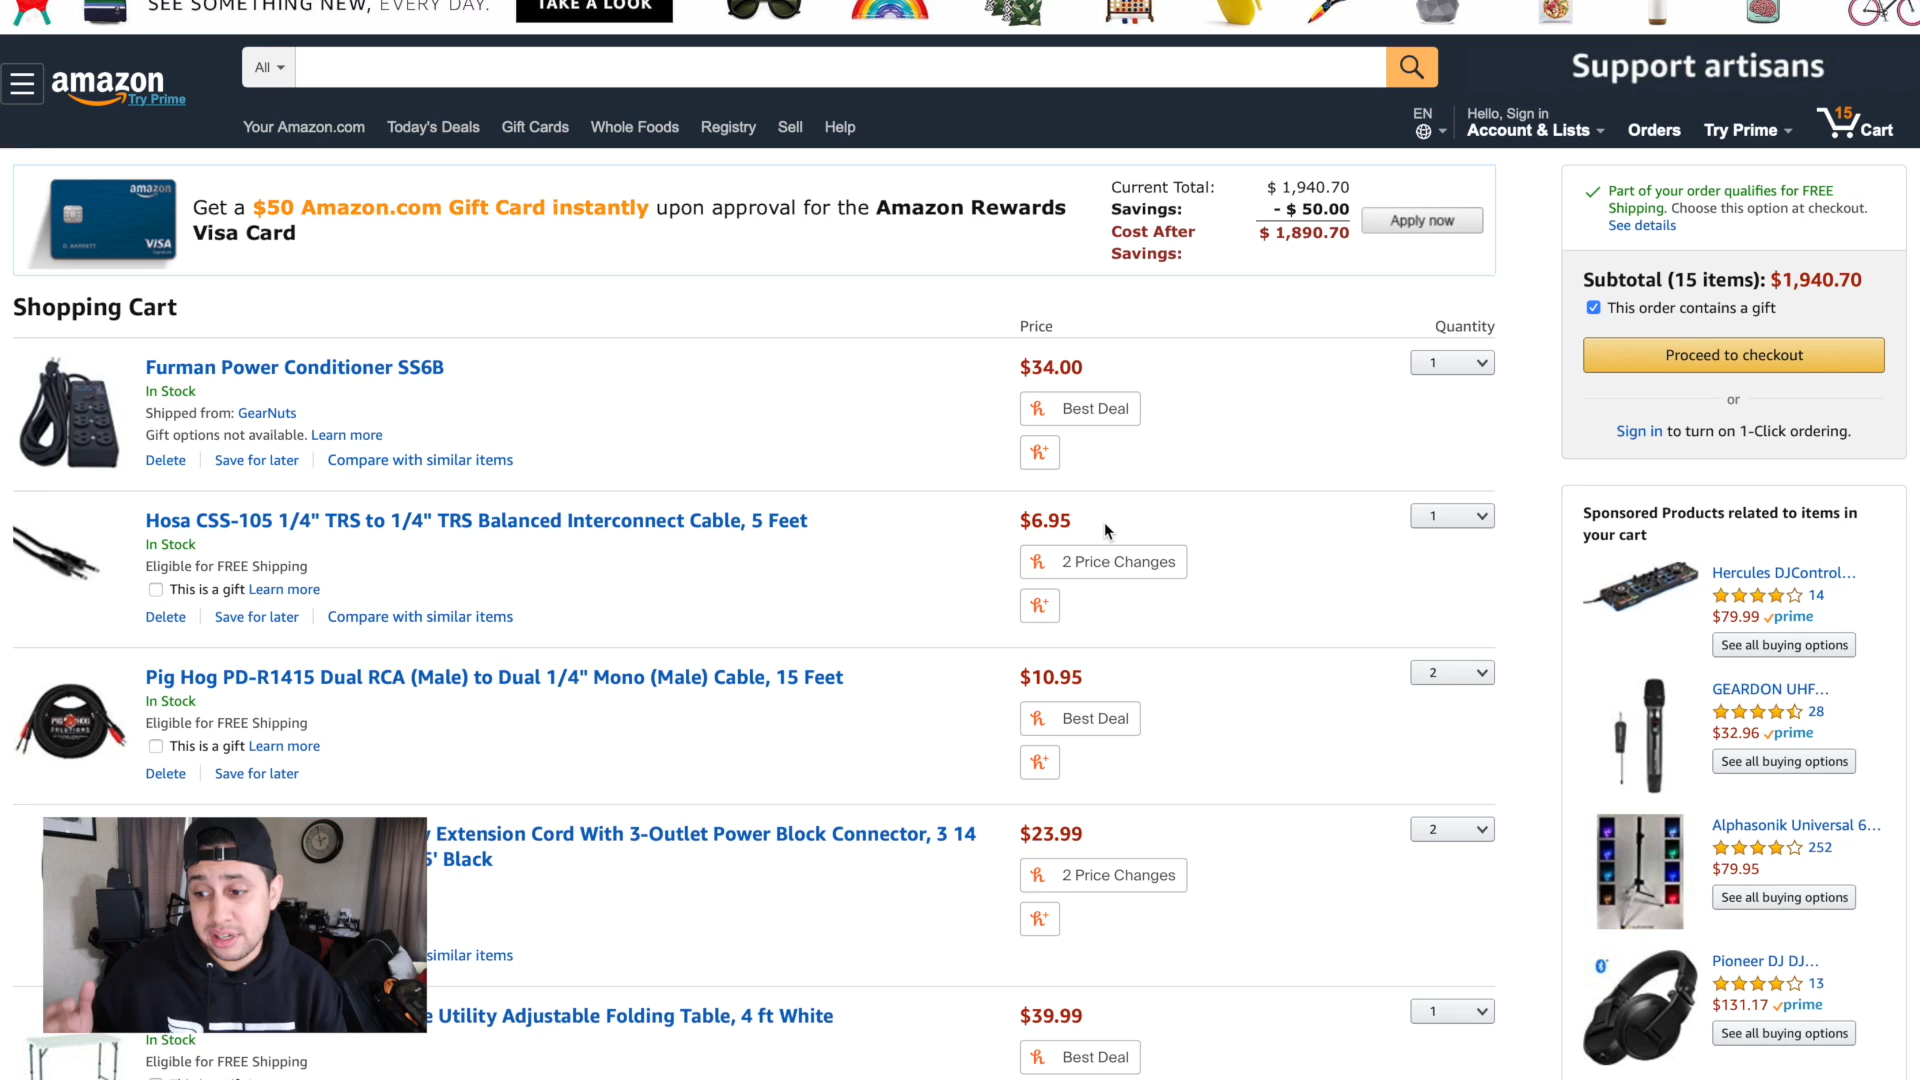 SEE SOMETHING NEW, EVERY DAY.
TAKE A LOOK
All
Support artisans
amazon
Try Prime
Your Amazon.com
Today's Deals
Gift Cards
Whole Foods
Registry
Sell
Help
EN
Hello, Sign in
Account & Lists
Orders
Try Prime
15
Cart
amazon
VISA
Get a $50 Amazon.com Gift Card instantly upon approval for the Amazon Rewards
Visa Card
Current Total: $ 1,940.70
Savings: - $ 50.00
Cost After $ 1,890.70
Savings:
Apply now
Part of your order qualifies for FREE
Shipping. Choose this option at checkout.
See details
Subtotal (15 items): $1,940.70
This order contains a gift
Proceed to checkout
or
Sign in to turn on 1-Click ordering.
Shopping Cart
Price
Quantity
Furman Power Conditioner SS6B
$34.00
1
In Stock
Shipped from: GearNuts
Best Deal
Gift options not available. Learn more
Delete
Save for later
Compare with similar items
Hosa CSS-105 1/4" TRS to 1/4" TRS Balanced Interconnect Cable, 5 Feet
$6.95
1
In Stock
Eligible for FREE Shipping
2 Price Changes
This is a gift Learn more
Delete
Save for later
Compare with similar items
Pig Hog PD-R1415 Dual RCA (Male) to Dual 1/4" Mono (Male) Cable, 15 Feet
$10.95
2
In Stock
Eligible for FREE Shipping
Best Deal
PIG HOG
This is a gift Learn more
Delete
Save for later
Extension Cord With 3-Outlet Power Block Connector, 3 14
5' Black
$23.99
2
2 Price Changes
similar items
Utility Adjustable Folding Table, 4 ft White
$39.99
1
In Stock
Eligible for FREE Shipping
Best Deal
Sponsored Products related to items in
your cart
Hercules DJControl...
14
$79.99 prime
See all buying options
GEARDON UHF...
28
$32.96 prime
See all buying options
Alphasonik Universal 6...
252
$79.95
See all buying options
Pioneer DJ DJ...
13
$131.17 prime
See all buying options